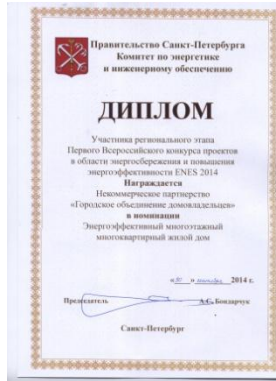 Правительство Санкт-Петербурга
Комитет по энергетике
и инженерному обеспечению
ДИПЛОМ
Участника регионального этапа
Первого Всероссийского конкурса проектов
в области энергосбережения и повышения
энергоэффективности ENES 2014
Награждается
Некоммерческое партнерство
«Городское объединение домовладельцев»
в номинации
Энергоэффективный многоэтажный
многоквартирный жилой дом
2014 г.
Председатель А.С. Бондарчук
Санкт-Петербург